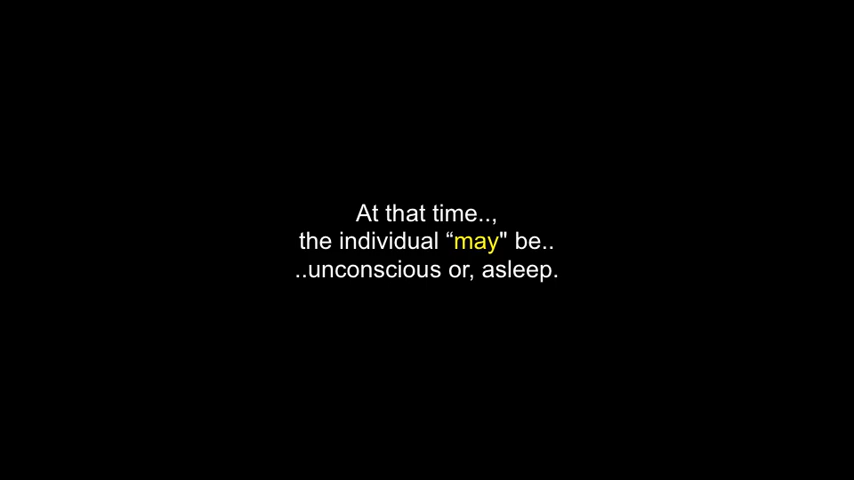 At that time..,
the individual “may" be..
..unconscious or, asleep.